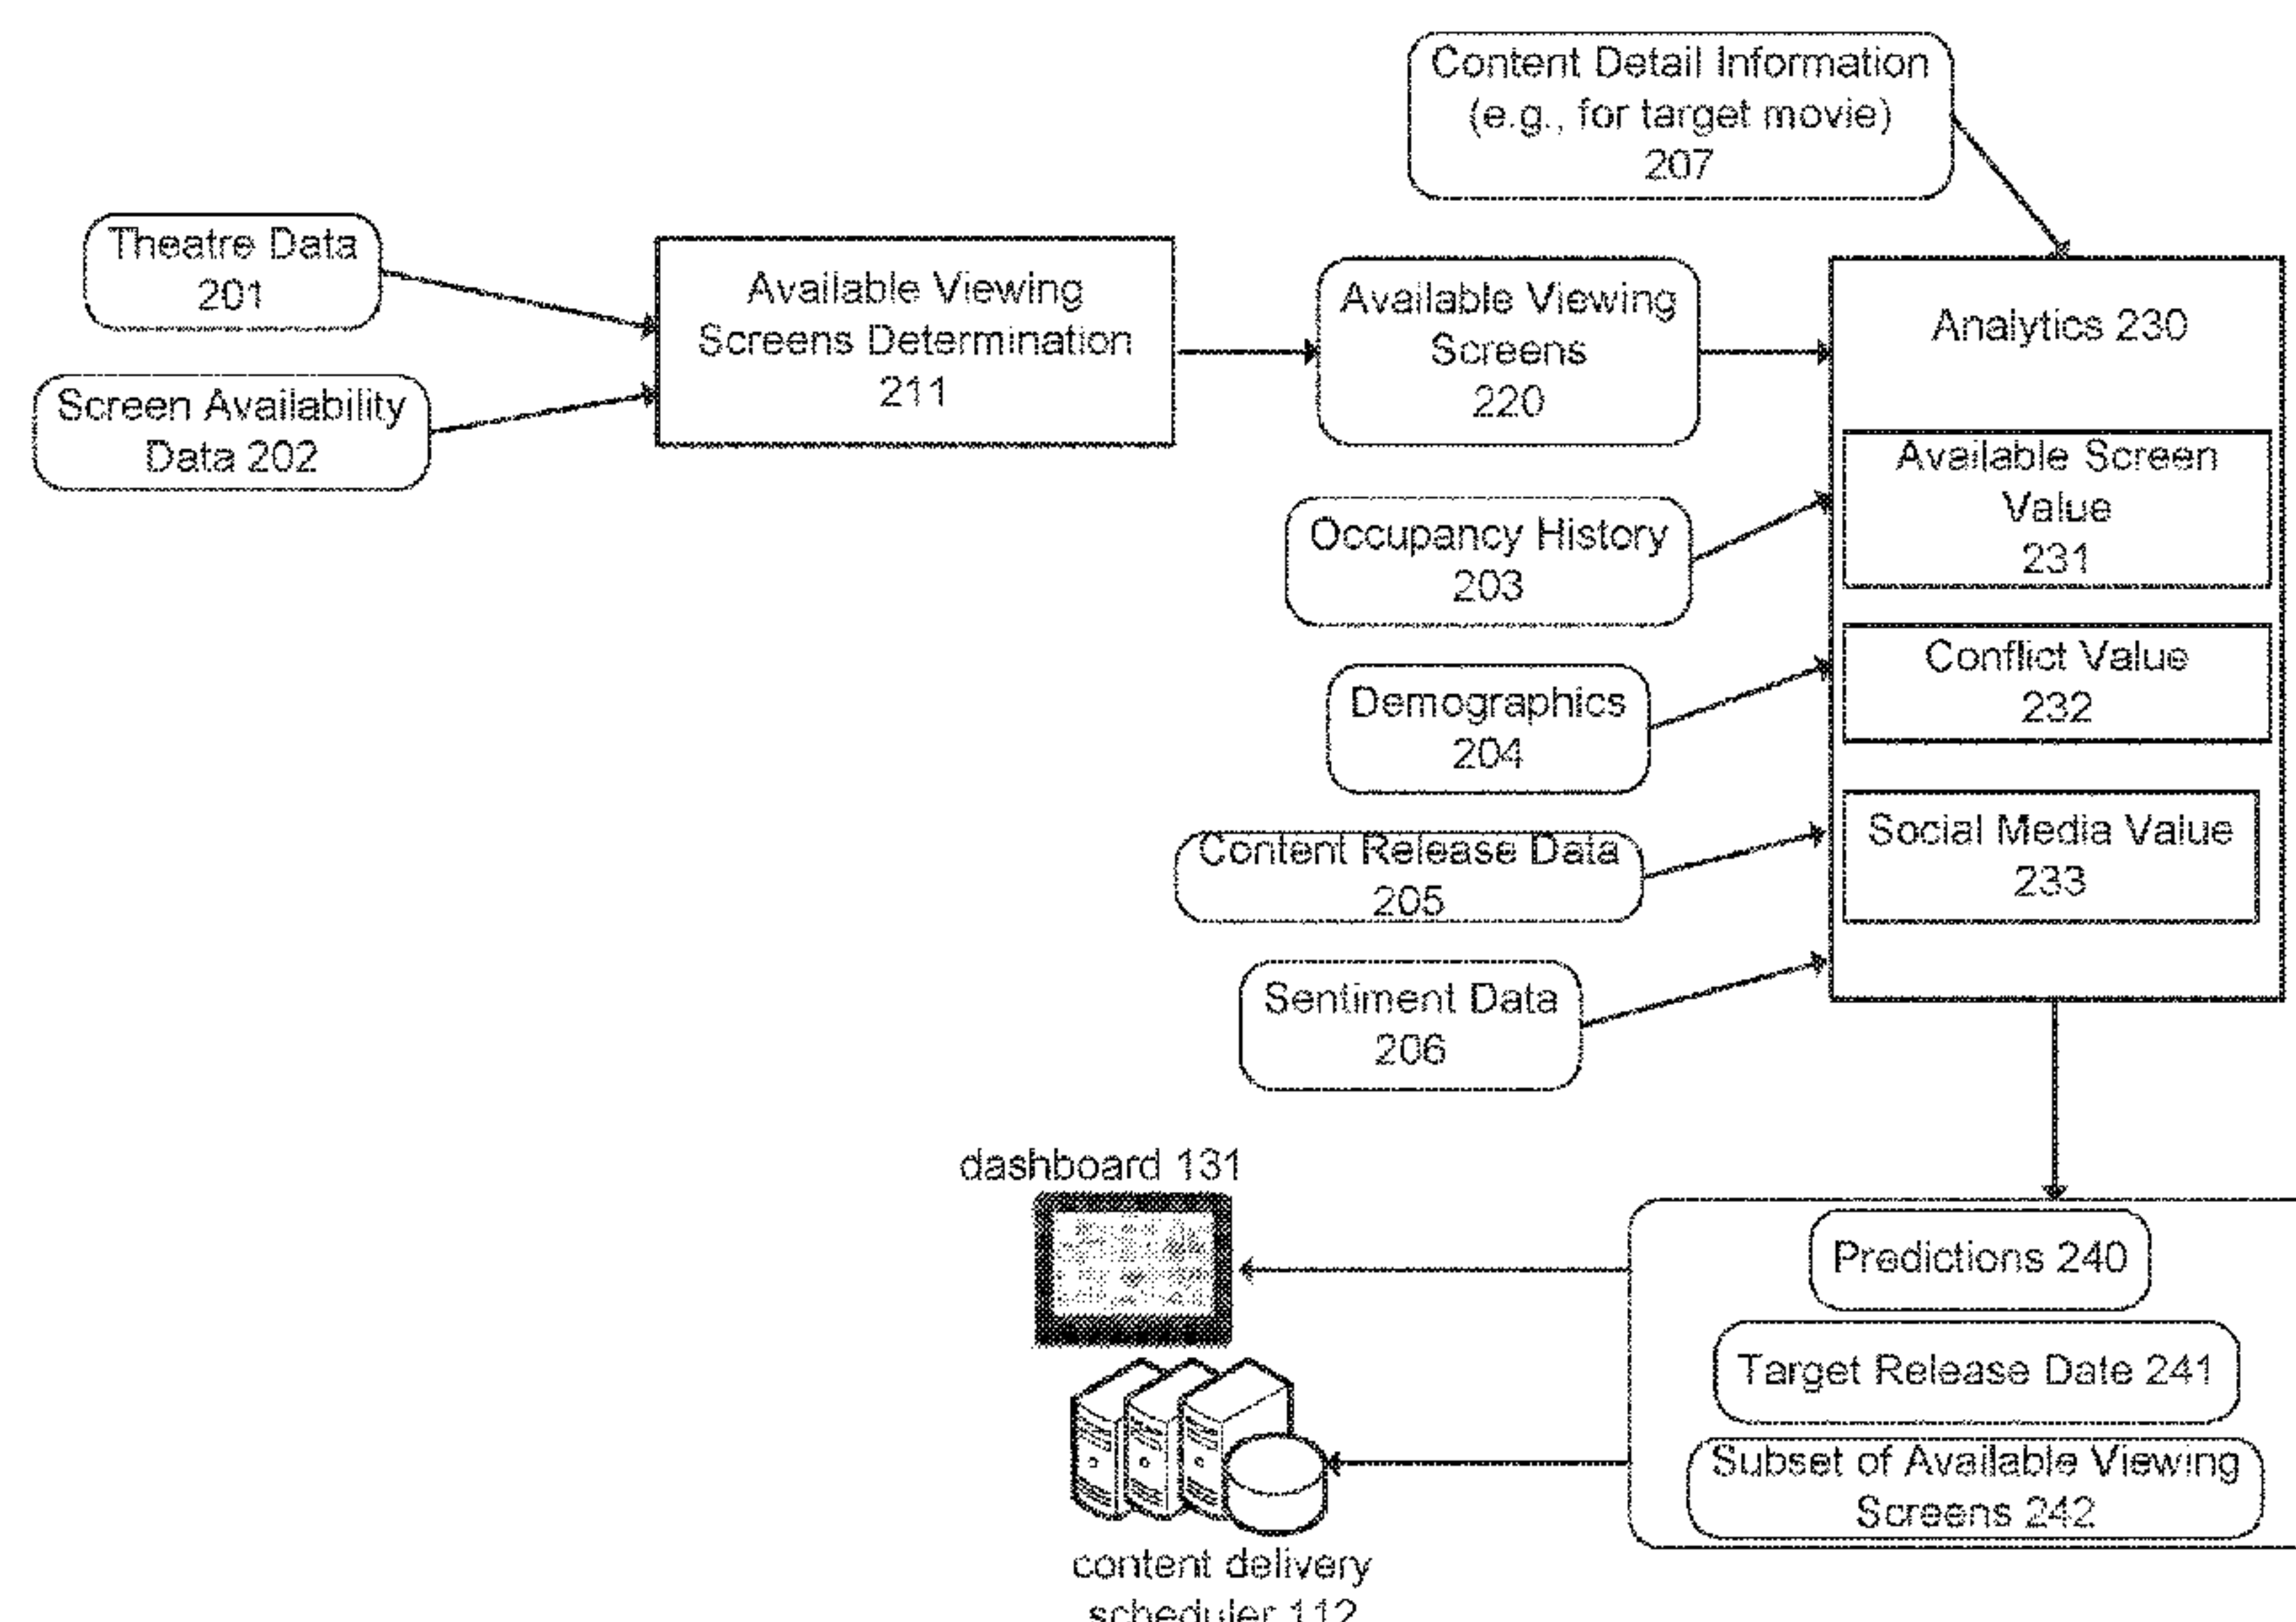 Content Detail Information
(e.g., for target movie)
207
Theatre Data
201
Screen Availability
Data 202
Available Viewing
Screens Determination
211
Available Viewing
Screens
220
Analytics 230
Available Screen
Value
231
Conflict Value
232
Social Media Value
233
Occupancy History
203
Demographics
204
Content Release Data
205
Sentiment Data
206
dashboard 131
Predictions 240
Target Release Date 241
Subset of Available Viewing
Screens 242
content delivery
scheduler 112